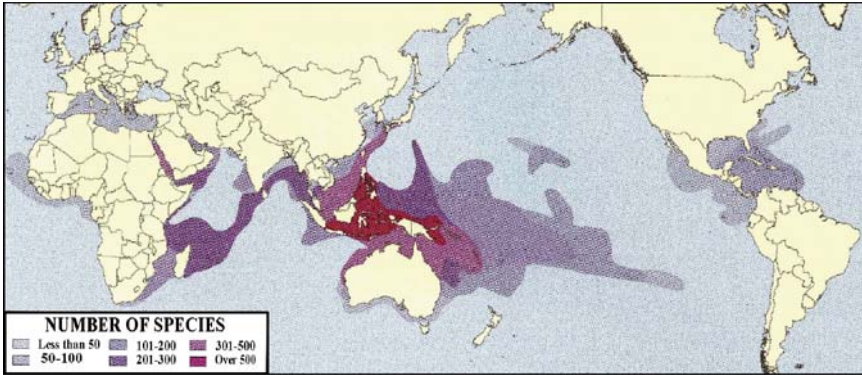 NUMBER OF SPECIES
Less than 50 101-200 301-500
50-100 201-300 Over 500